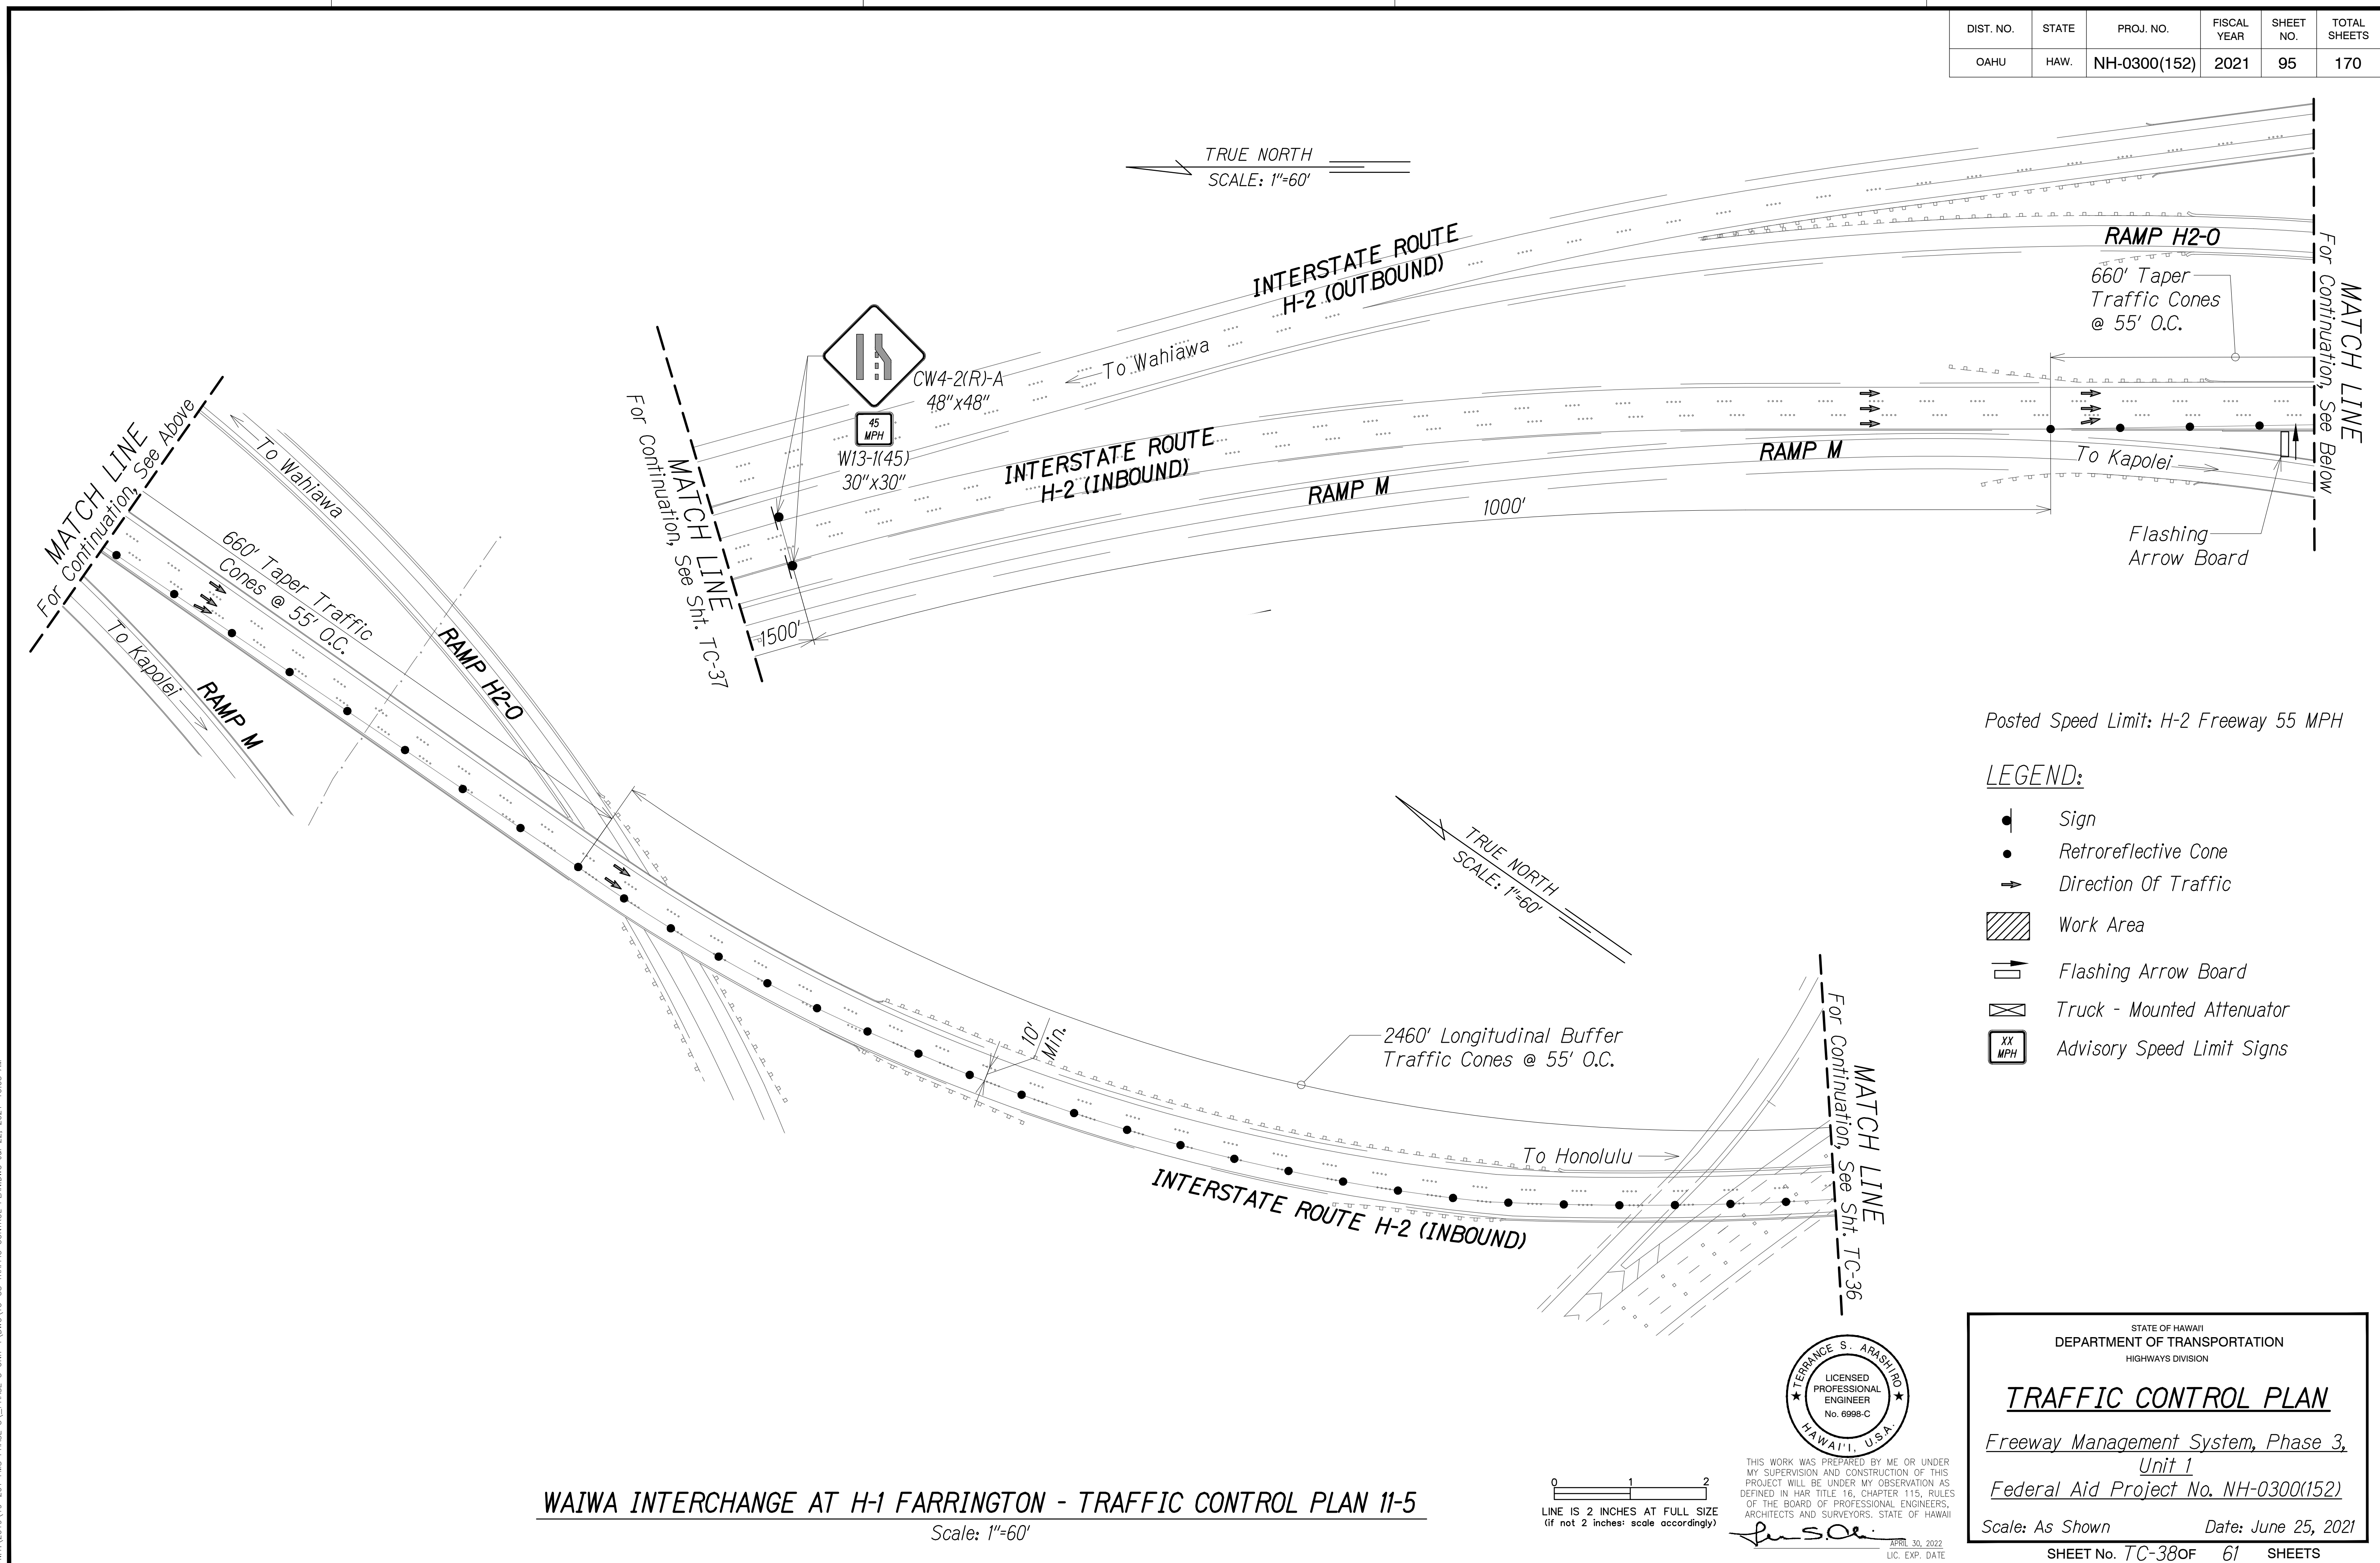 DIST. NO. STATE PROJ. NO. FISCAL YEAR SHEET NO. TOTAL SHEETS
OAHU HAW. NH-0300(152) 2021 95 170
TRUE NORTH
SCALE: 1"=60'
INTERSTATE ROUTE
H-2 (OUTBOUND)
RAMP H2-O
660' Taper
Traffic Cones
@ 55' O.C.
MATCH LINE
For Continuation, See Below
CW4-2(R)-A
48"x48"
45
MPH
W13-1(45)
30"x30"
To Wahiawa
INTERSTATE ROUTE
H-2 (INBOUND)
RAMP M
RAMP M
1000'
To Kapolei
Flashing
Arrow Board
MATCH LINE
For Continuation, See Sht. TC-37
1500'
MATCH LINE
For Continuation, See Above
To Wahiawa
660' Taper Traffic
Cones @ 55' O.C.
RAMP H2-O
To Kapolei
RAMP M
TRUE NORTH
SCALE: 1"=60'
10'
Min.
2460' Longitudinal Buffer
Traffic Cones @ 55' O.C.
To Honolulu
INTERSTATE ROUTE H-2 (INBOUND)
MATCH LINE
For Continuation, See Sht. TC-36
Posted Speed Limit: H-2 Freeway 55 MPH
LEGEND:
Sign
Retroreflective Cone
Direction Of Traffic
Work Area
Flashing Arrow Board
Truck - Mounted Attenuator
XX
MPH
Advisory Speed Limit Signs
WAIWA INTERCHANGE AT H-1 FARRINGTON - TRAFFIC CONTROL PLAN 11-5
Scale: 1"=60'
0 1 2
LINE IS 2 INCHES AT FULL SIZE
(if not 2 inches: scale accordingly)
TERRANCE S. ARASHIRO
LICENSED
PROFESSIONAL
ENGINEER
No. 6998-C
HAWAI'I, U.S.A.
THIS WORK WAS PREPARED BY ME OR UNDER
MY SUPERVISION AND CONSTRUCTION OF THIS
PROJECT WILL BE UNDER MY OBSERVATION AS
DEFINED IN HAR TITLE 16, CHAPTER 115, RULES
OF THE BOARD OF PROFESSIONAL ENGINEERS,
ARCHITECTS AND SURVEYORS. STATE OF HAWAII
APRIL 30, 2022
LIC. EXP. DATE
STATE OF HAWAI'I
DEPARTMENT OF TRANSPORTATION
HIGHWAYS DIVISION
TRAFFIC CONTROL PLAN
Freeway Management System, Phase 3,
Unit 1
Federal Aid Project No. NH-0300(152)
Scale: As Shown Date: June 25, 2021
SHEET No. TC-38 OF 61 SHEETS